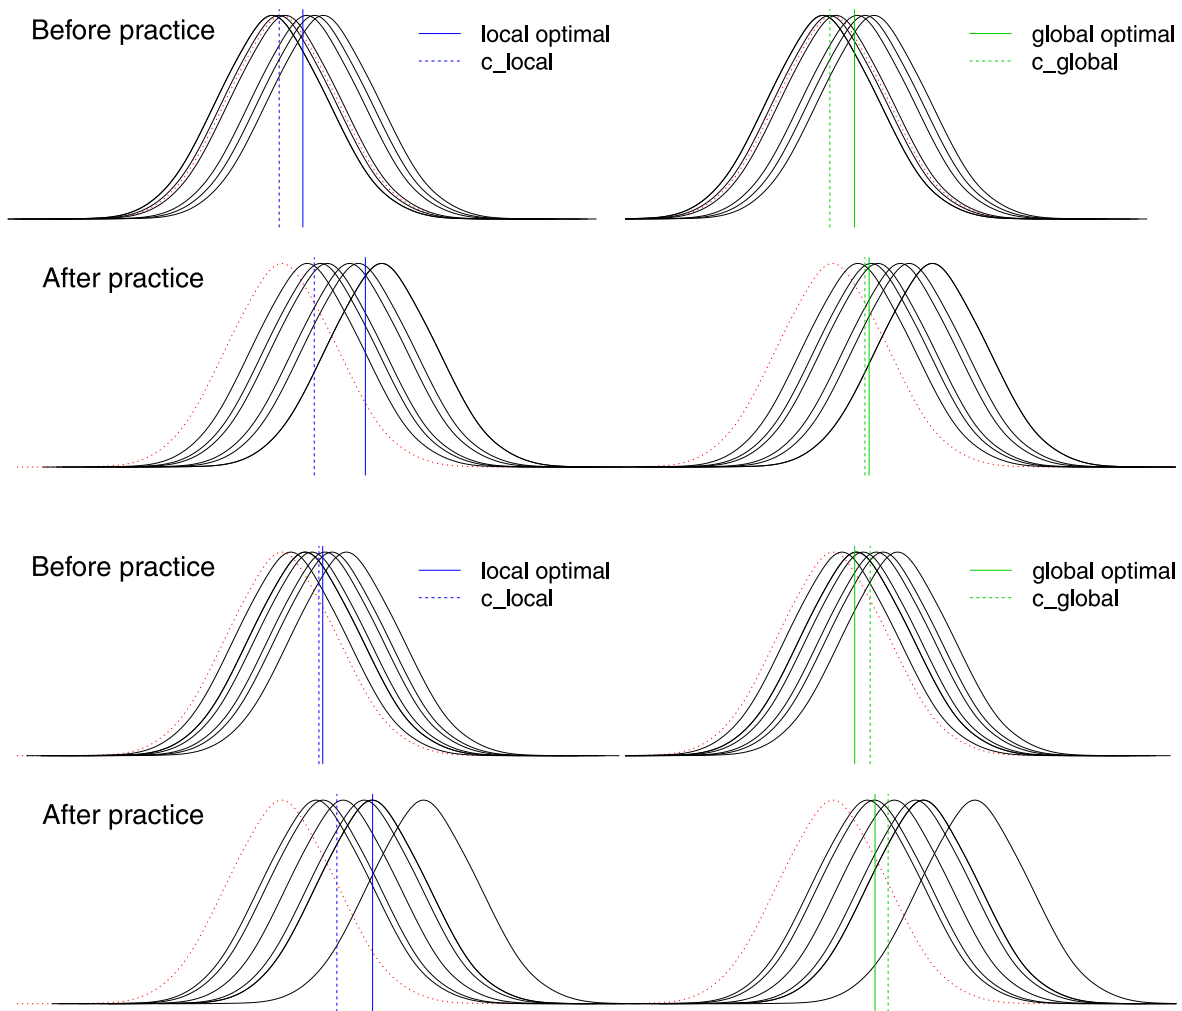 Before practice
local optimal
c_local
global optimal
c_global
After practice
Before practice
local optimal
c_local
global optimal
c_global
After practice